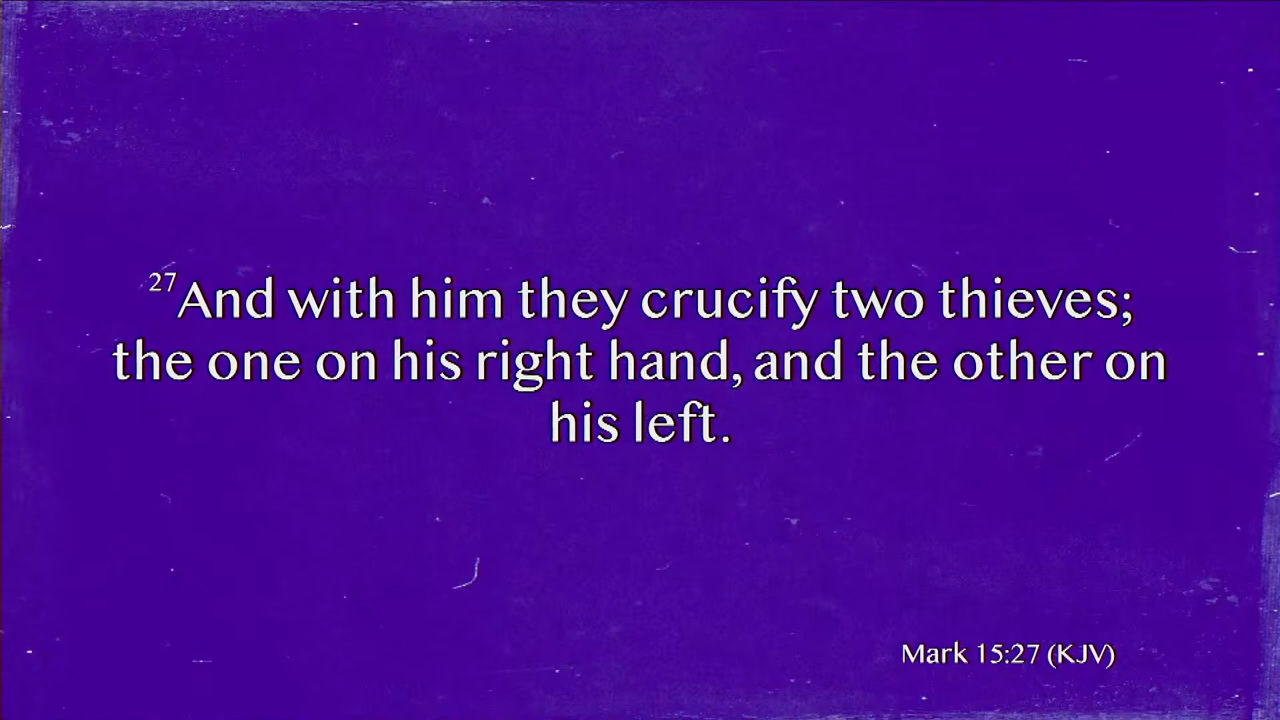 27And with him they crucify two thieves;
the one on his right hand, and the other on
his left.
Mark 15:27 (KJV)